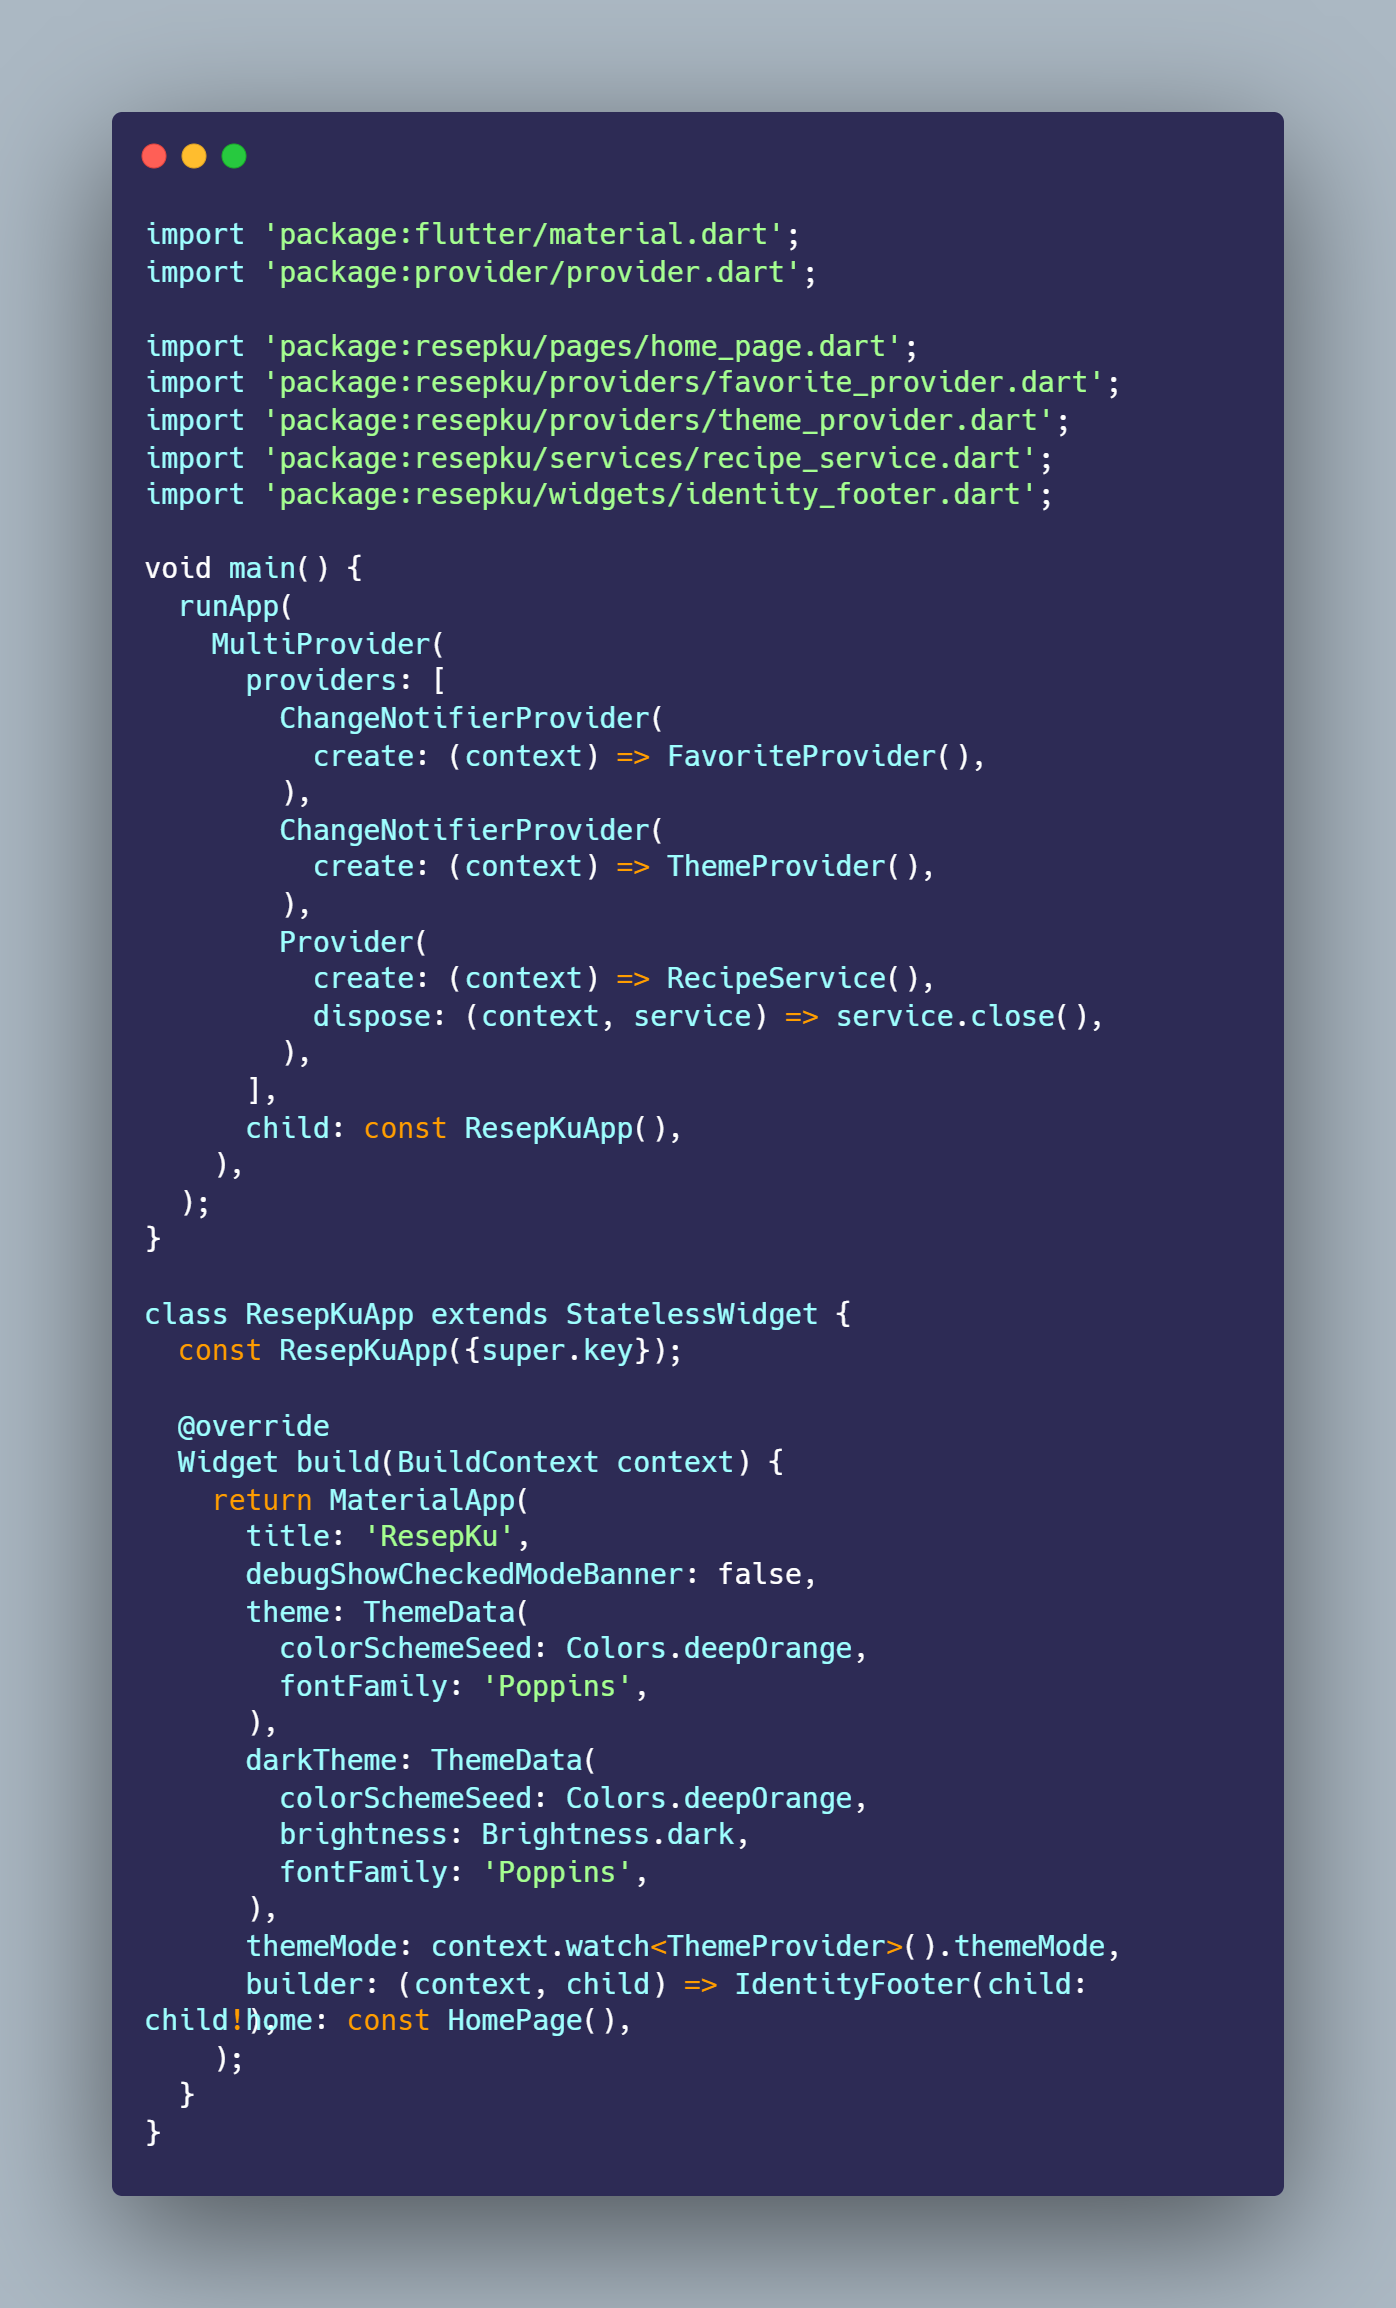 import 'package:flutter/material.dart';
import 'package:provider/provider.dart';

import 'package:resepku/pages/home_page.dart';
import 'package:resepku/providers/favorite_provider.dart';
import 'package:resepku/providers/theme_provider.dart';
import 'package:resepku/services/recipe_service.dart';
import 'package:resepku/widgets/identity_footer.dart';

void main() {
  runApp(
    MultiProvider(
      providers: [
        ChangeNotifierProvider(
          create: (context) => FavoriteProvider(),
        ),
        ChangeNotifierProvider(
          create: (context) => ThemeProvider(),
        ),
        Provider(
          create: (context) => RecipeService(),
          dispose: (context, service) => service.close(),
        ),
      ],
      child: const ResepKuApp(),
    ),
  );
}

class ResepKuApp extends StatelessWidget {
  const ResepKuApp({super.key});

  @override
  Widget build(BuildContext context) {
    return MaterialApp(
      title: 'ResepKu',
      debugShowCheckedModeBanner: false,
      theme: ThemeData(
        colorSchemeSeed: Colors.deepOrange,
        fontFamily: 'Poppins',
      ),
      darkTheme: ThemeData(
        colorSchemeSeed: Colors.deepOrange,
        brightness: Brightness.dark,
        fontFamily: 'Poppins',
      ),
      themeMode: context.watch<ThemeProvider>().themeMode,
      builder: (context, child) => IdentityFooter(child:
child!),
      home: const HomePage(),
    );
  }
}